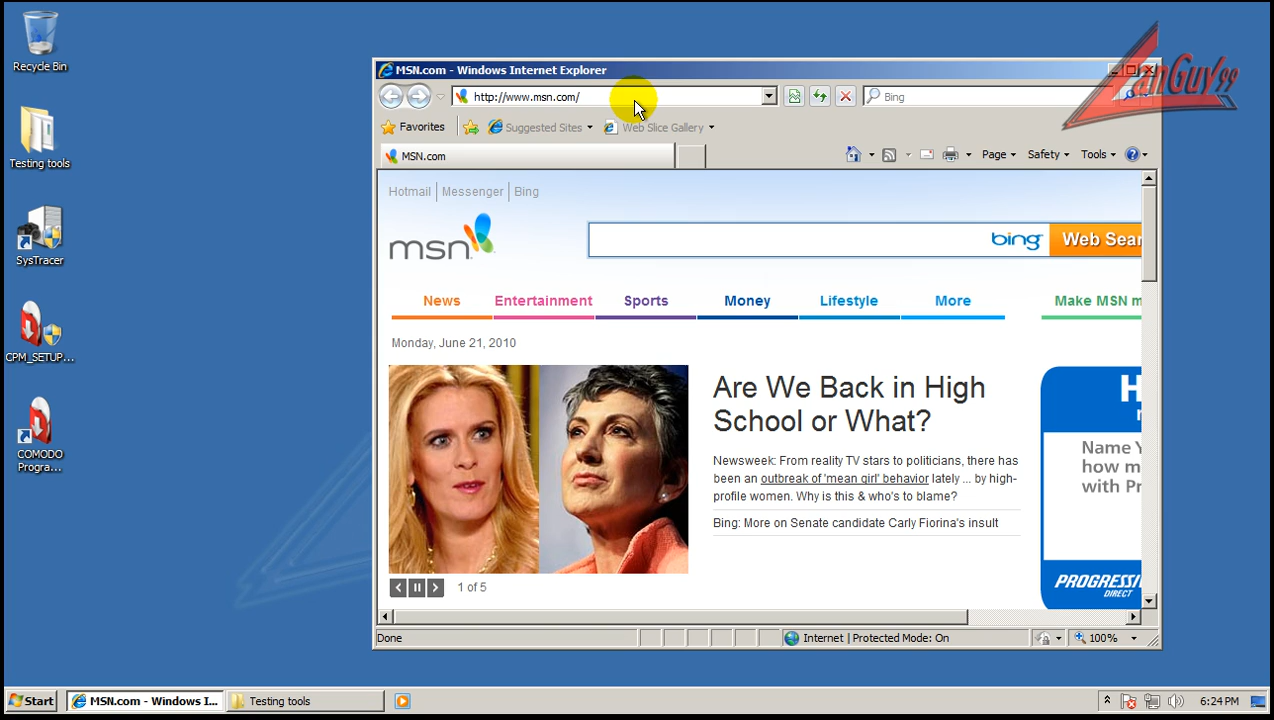 Recycle Bin
Testing tools
SysTracer
CPM_SETUP...
COMODO
Progra...
MSN.com - Windows Internet Explorer
http://www.msn.com/
Bing
Favorites
Suggested Sites
Web Slice Gallery
MSN.com
Page
Safety
Tools
Hotmail
Messenger
Bing
msn
bing
Web Sear
News
Entertainment
Sports
Money
Lifestyle
More
Make MSN m
Monday, June 21, 2010
Are We Back in High
School or What?
Newsweek: From reality TV stars to politicians, there has
been an outbreak of 'mean girl' behavior lately ... by high-
profile women. Why is this & who's to blame?
Bing: More on Senate candidate Carly Fiorina's insult
1 of 5
Name Y
how m
with Pr
PROGRESSI
DIRECT
Done
Internet | Protected Mode: On
100%
Start
MSN.com - Windows I...
Testing tools
6:24 PM